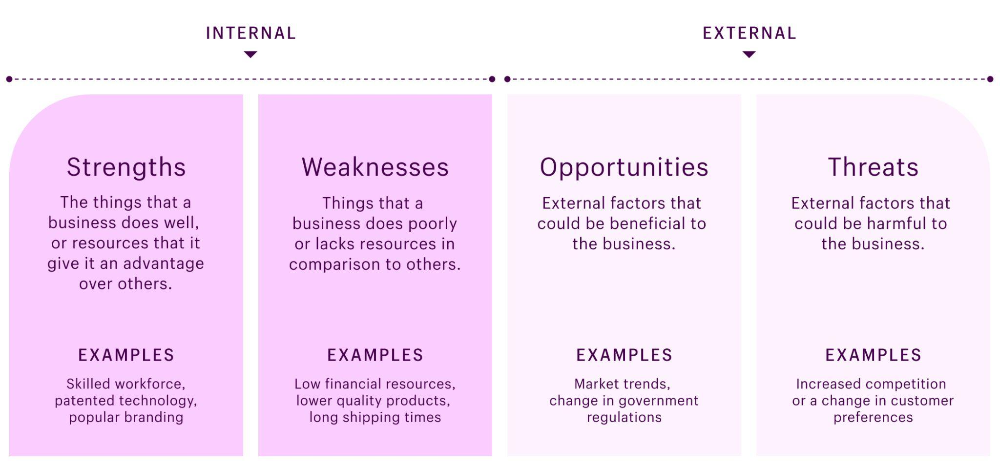 INTERNAL
EXTERNAL
Strengths
The things that a
business does well,
or resources that it
give it an advantage
over others.
EXAMPLES
Skilled workforce,
patented technology,
popular branding
Weaknesses
Things that a
business does poorly
or lacks resources in
comparison to others.
EXAMPLES
Low financial resources,
lower quality products,
long shipping times
Opportunities
External factors that
could be beneficial to
the business.
EXAMPLES
Market trends,
change in government
regulations
Threats
External factors that
could be harmful to
the business.
EXAMPLES
Increased competition
or a change in customer
preferences